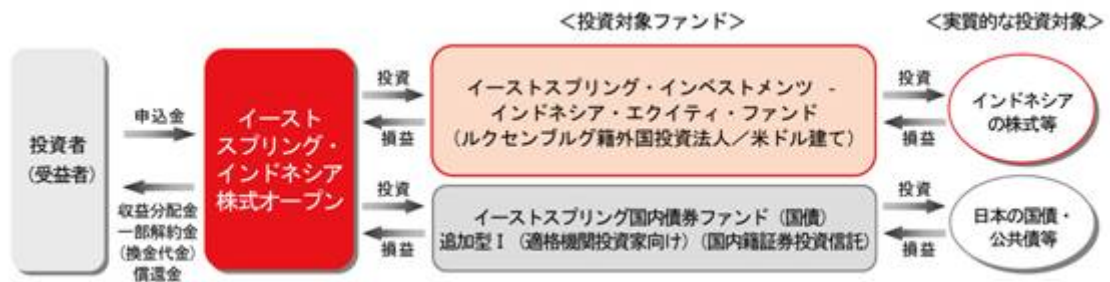 <投資対象ファンド>
<実質的な投資対象>
投資者
(受益者)
申込金
収益分配金
一部解約金
(換金代金)
償還金
イースト
スプリング・
インドネシア
株式オープン
投資
損益
イーストスプリング・インベストメンツ -
インドネシア・エクイティ・ファンド
(ルクセンブルグ籍外国投資法人/米ドル建て)
投資
損益
インドネシア
の株式等
投資
損益
イーストスプリング国内債券ファンド(国債)
追加型Ⅰ(適格機関投資家向け)(国内籍証券投資信託)
投資
損益
日本の国債・
公共債等